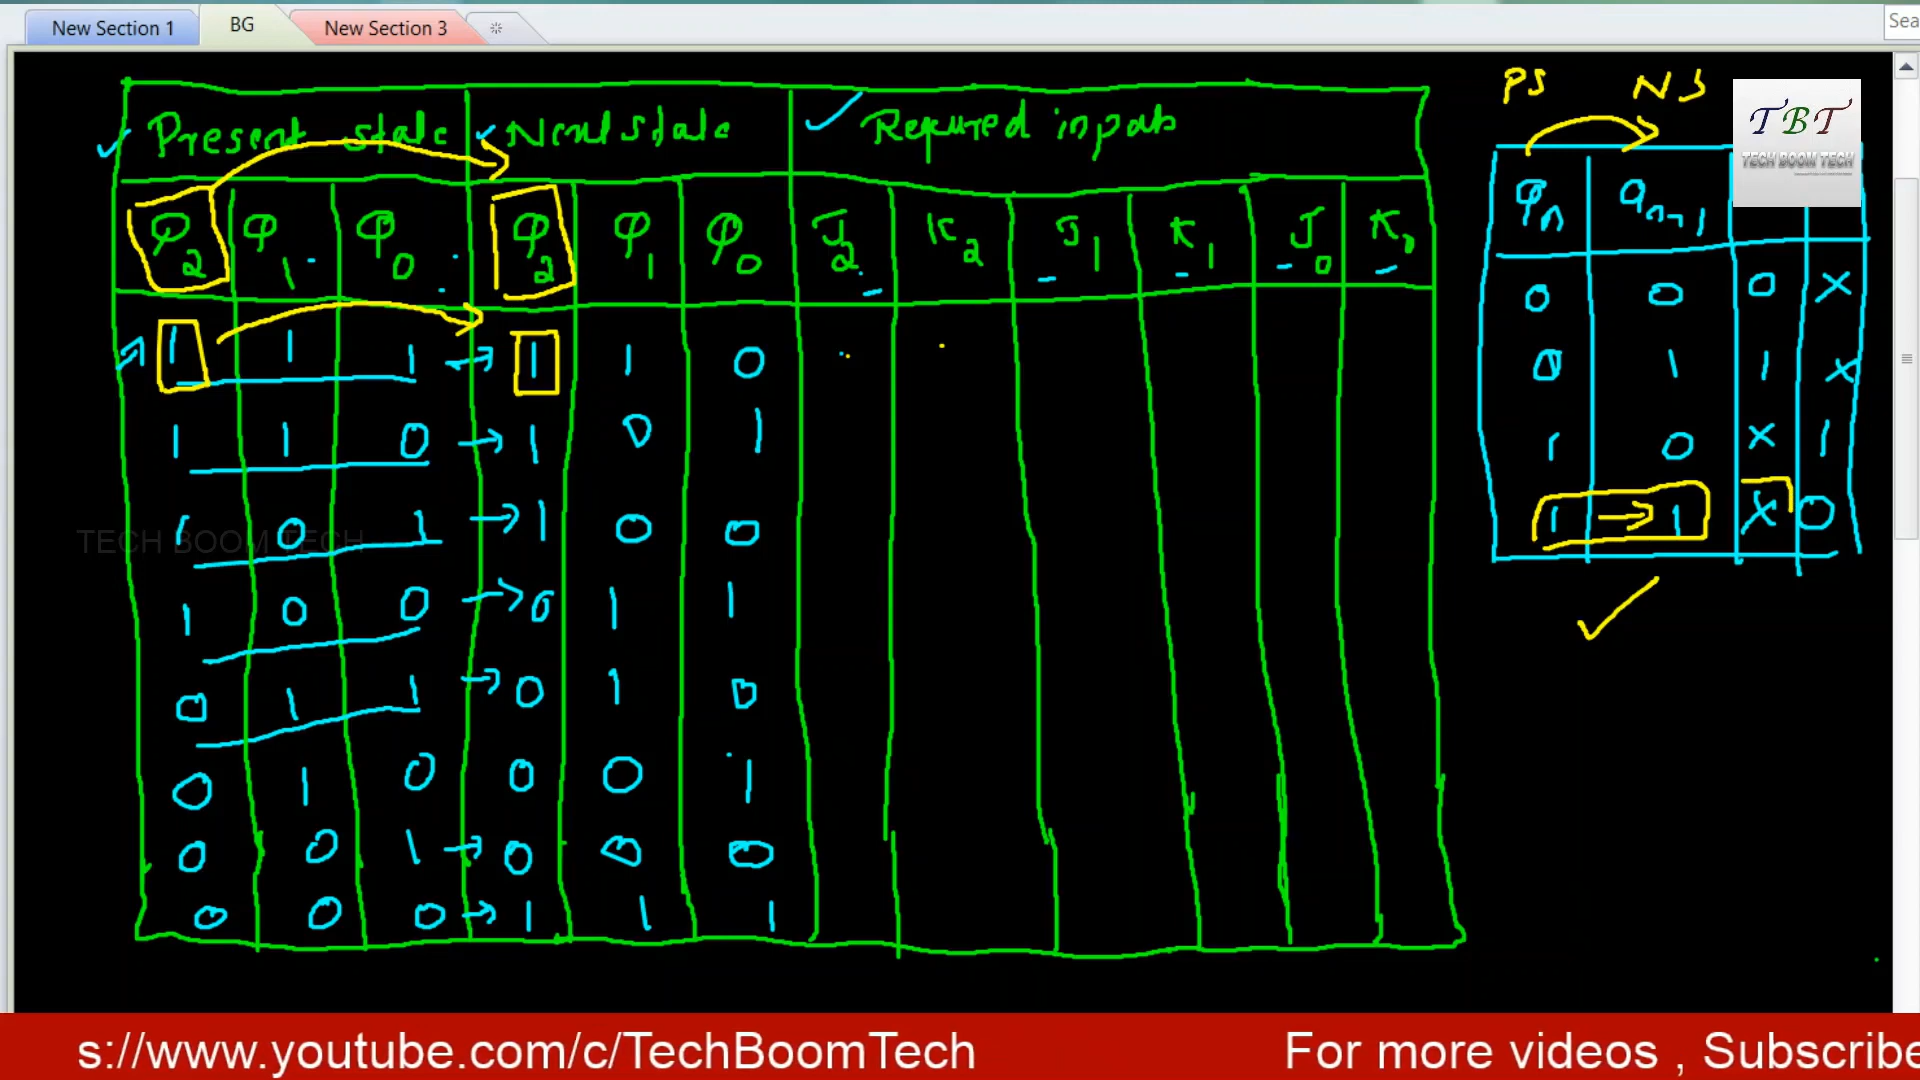 New Section 1 BG New Section 3
Sea
PS NS
TBT
TECH BOOM TECH
Present state Next state Required inputs
Q2 Q1 Q0 Q2 Q1 Q0 J2 K2 J1 K1 J0 K0
Qn Qn+1
1 1 1 → 1 1 0
1 1 0 → 1 0 1
1 0 1 → 1 0 0
1 0 0 → 0 1 1
0 1 1 → 0 1 0
0 1 0 0 0 1
0 0 1 → 0 0 0
0 0 0 → 1 1 1
0 0 0 X
0 1 1 X
1 0 X 1
1 → 1 X 0
TECH BOOM TECH
s://www.youtube.com/c/TechBoomTech For more videos , Subscribe